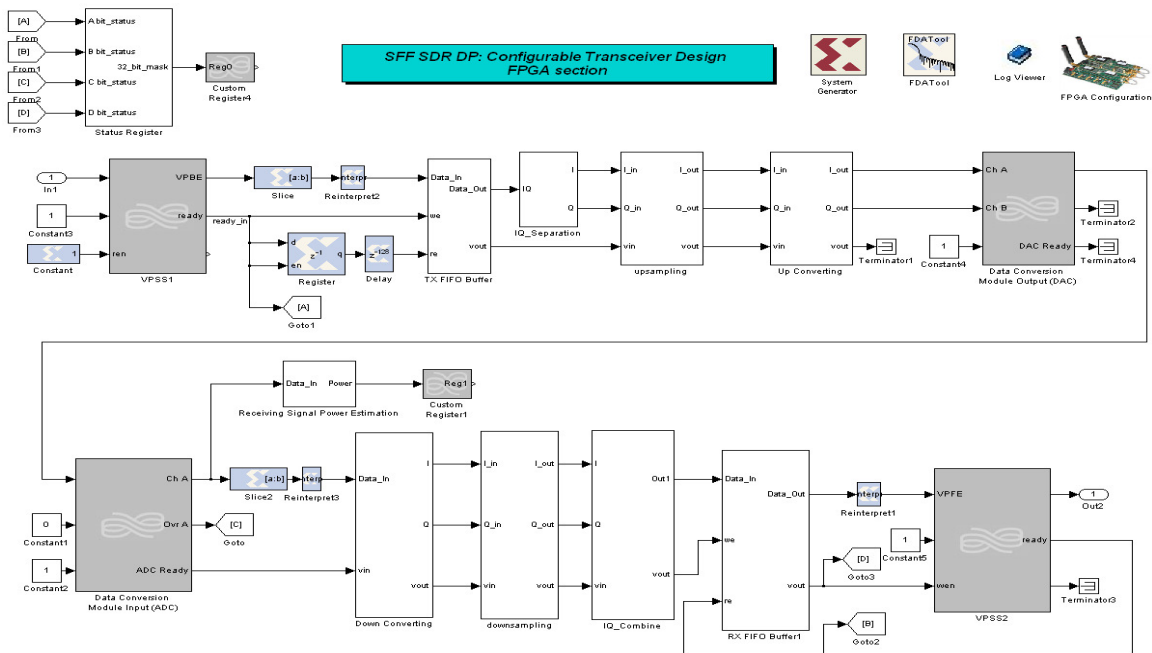 [A]
From
[B]
From1
[C]
From2
[D]
From3
A bit_status
B bit_status
32_bit_mask
C bit_status
D bit_status
Status Register
Reg0
Custom
Register4
SFF SDR DP: Configurable Transceiver Design
FPGA section
System
Generator
FDATool
FDATool
Log Viewer
FPGA Configuration
1
In1
1
Constant3
1
Constant
VPBE
ready
ren
VPSS1
[a:b]
Slice
nterpr
Reinterpret2
ready_in
d
en
z-1
q
Register
z-128
Delay
[A]
Goto1
Data_In
Data_Out
we
re
vout
TX FIFO Buffer
IQ
I
Q
IQ_Separation
I_in
I_out
Q_in
Q_out
vin
vout
upsampling
I_in
I_out
Q_in
Q_out
vin
vout
Up Converting
Terminator1
1
Constant4
Ch A
Ch B
DAC Ready
Data Conversion
Module Output (DAC)
Terminator2
Terminator4
Data_In
Power
Receiving Signal Power Estimation
Reg1
Custom
Register1
0
Constant1
1
Constant2
Ch A
Ovr A
ADC Ready
Data Conversion
Module Input (ADC)
[a:b]
Slice2
nterp
Reinterpret3
[C]
Goto
Data_In
I
Q
vin
vout
Down Converting
I_in
I_out
Q_in
Q_out
vin
vout
downsampling
I
Out1
Q
vin
vout
IQ_Combine
Data_In
Data_Out
we
vout
re
RX FIFO Buffer1
nterp
Reinterpret1
1
Constant5
[D]
Goto3
[B]
Goto2
VPFE
ready
wen
VPSS2
1
Out2
Terminator3